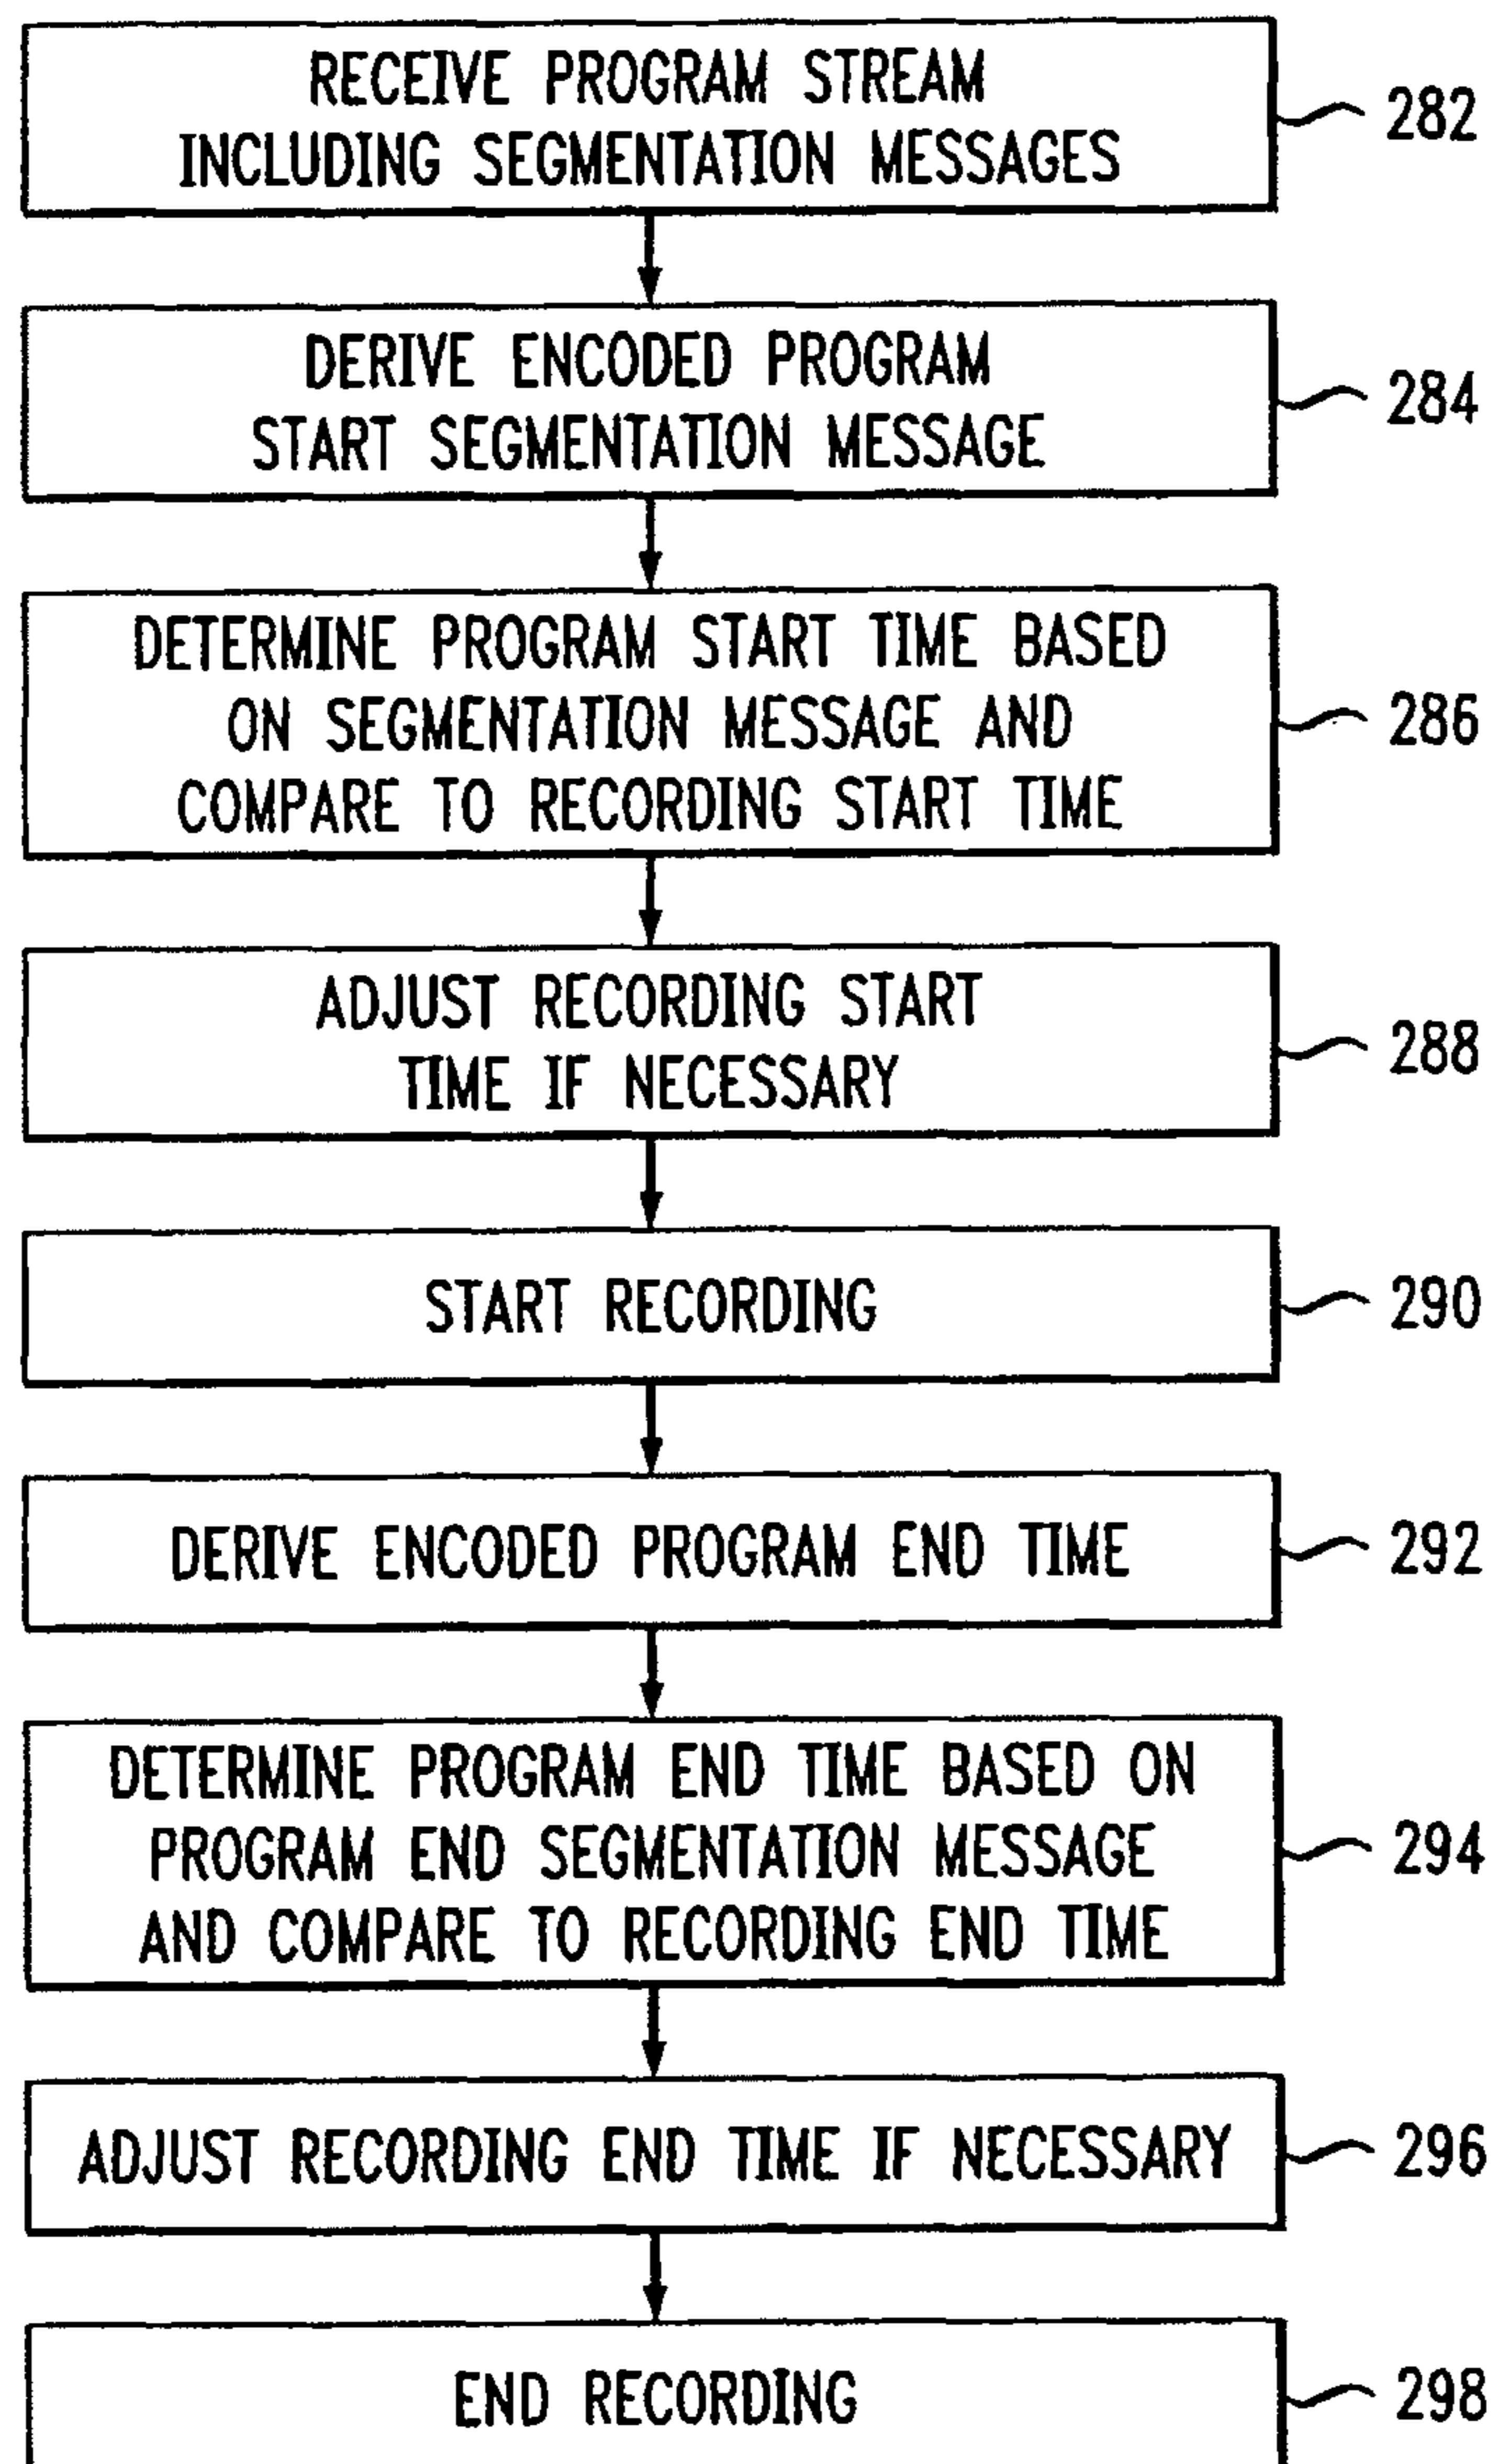 RECEIVE PROGRAM STREAM
INCLUDING SEGMENTATION MESSAGES
282
DERIVE ENCODED PROGRAM
START SEGMENTATION MESSAGE
284
DETERMINE PROGRAM START TIME BASED
ON SEGMENTATION MESSAGE AND
COMPARE TO RECORDING START TIME
286
ADJUST RECORDING START
TIME IF NECESSARY
288
START RECORDING
290
DERIVE ENCODED PROGRAM END TIME
292
DETERMINE PROGRAM END TIME BASED ON
PROGRAM END SEGMENTATION MESSAGE
AND COMPARE TO RECORDING END TIME
294
ADJUST RECORDING END TIME IF NECESSARY
296
END RECORDING
298